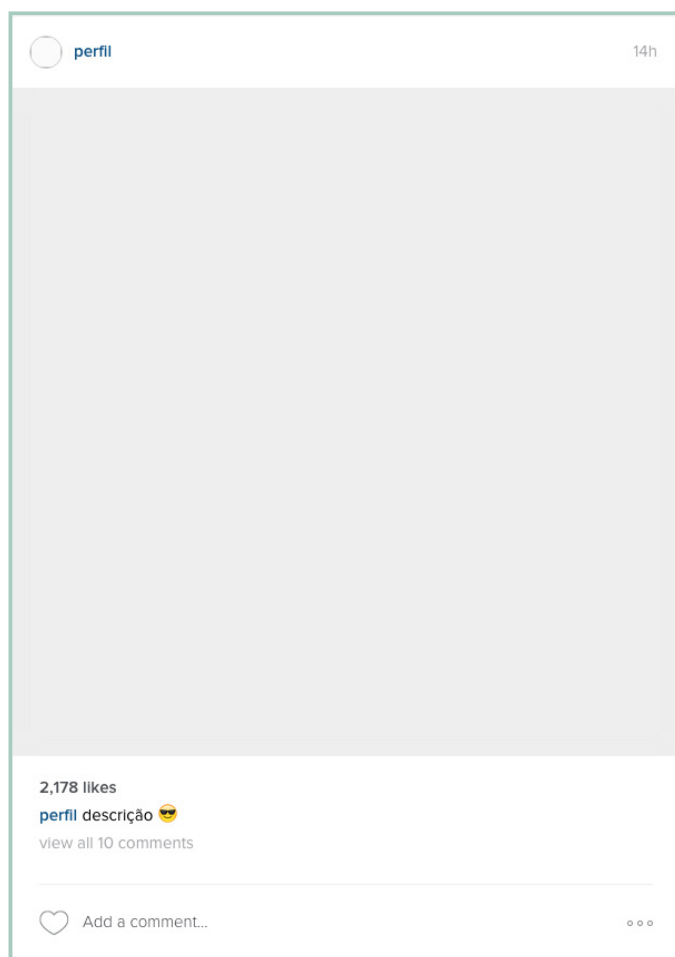 perfil 14h
2,178 likes
perfil descrição 😎
view all 10 comments
Add a comment...